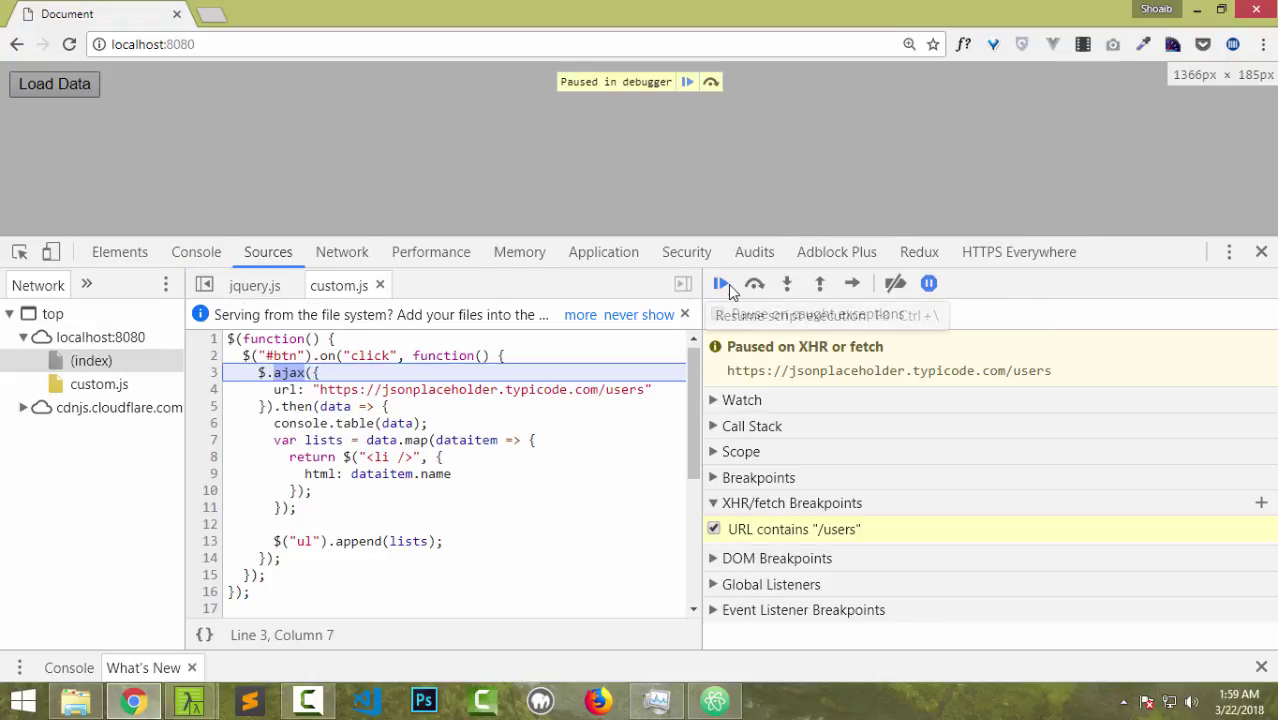 Document
Shoaib
localhost:8080
f?
1366px × 185px
Load Data
Paused in debugger
Elements Console Sources Network Performance Memory Application Security Audits Adblock Plus Redux HTTPS Everywhere
Network »
top
localhost:8080
(index)
custom.js
cdnjs.cloudflare.com
jquery.js custom.js
Serving from the file system? Add your files into the ... more never show
1 $(function() {
2 $("#btn").on("click", function() {
3 $.ajax({
4 url: "https://jsonplaceholder.typicode.com/users"
5 }).then(data => {
6 console.table(data);
7 var lists = data.map(dataitem => {
8 return $("<li />", {
9 html: dataitem.name
10 });
11 });
12
13 $("ul").append(lists);
14 });
15 });
16 });
17
{} Line 3, Column 7
Resume script execution F8 Ctrl+\
Pause on caught exceptions
Paused on XHR or fetch
https://jsonplaceholder.typicode.com/users
Watch
Call Stack
Scope
Breakpoints
XHR/fetch Breakpoints
URL contains "/users"
DOM Breakpoints
Global Listeners
Event Listener Breakpoints
Console What's New
Ps
1:59 AM
3/22/2018